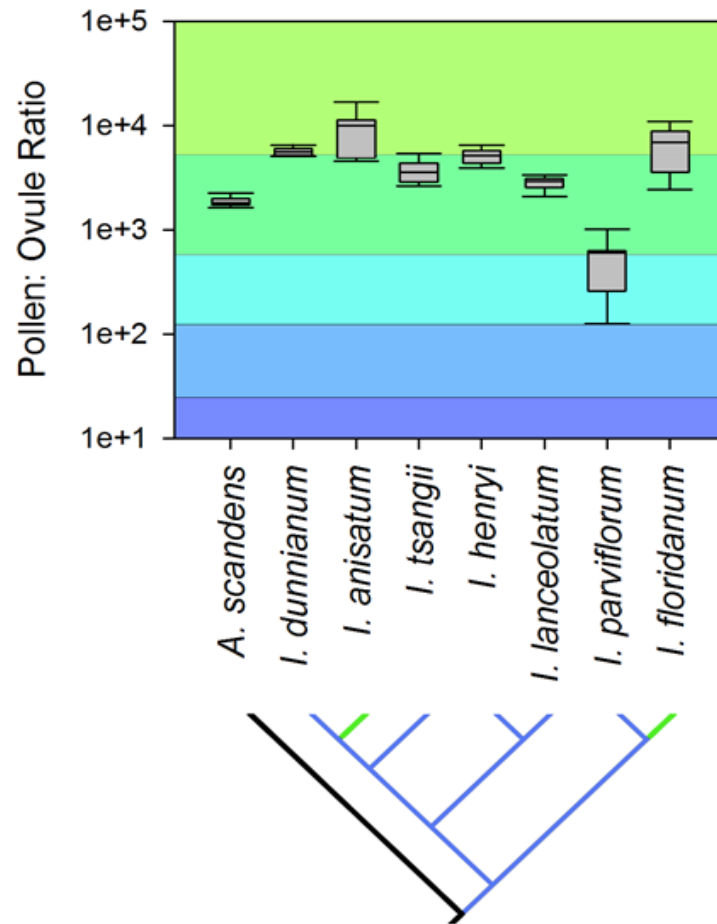 Pollen: Ovule Ratio
1e+5
1e+4
1e+3
1e+2
1e+1
A. scandens
I. dunnianum
I. anisatum
I. tsangii
I. henryi
I. lanceolatum
I. parviflorum
I. floridanum